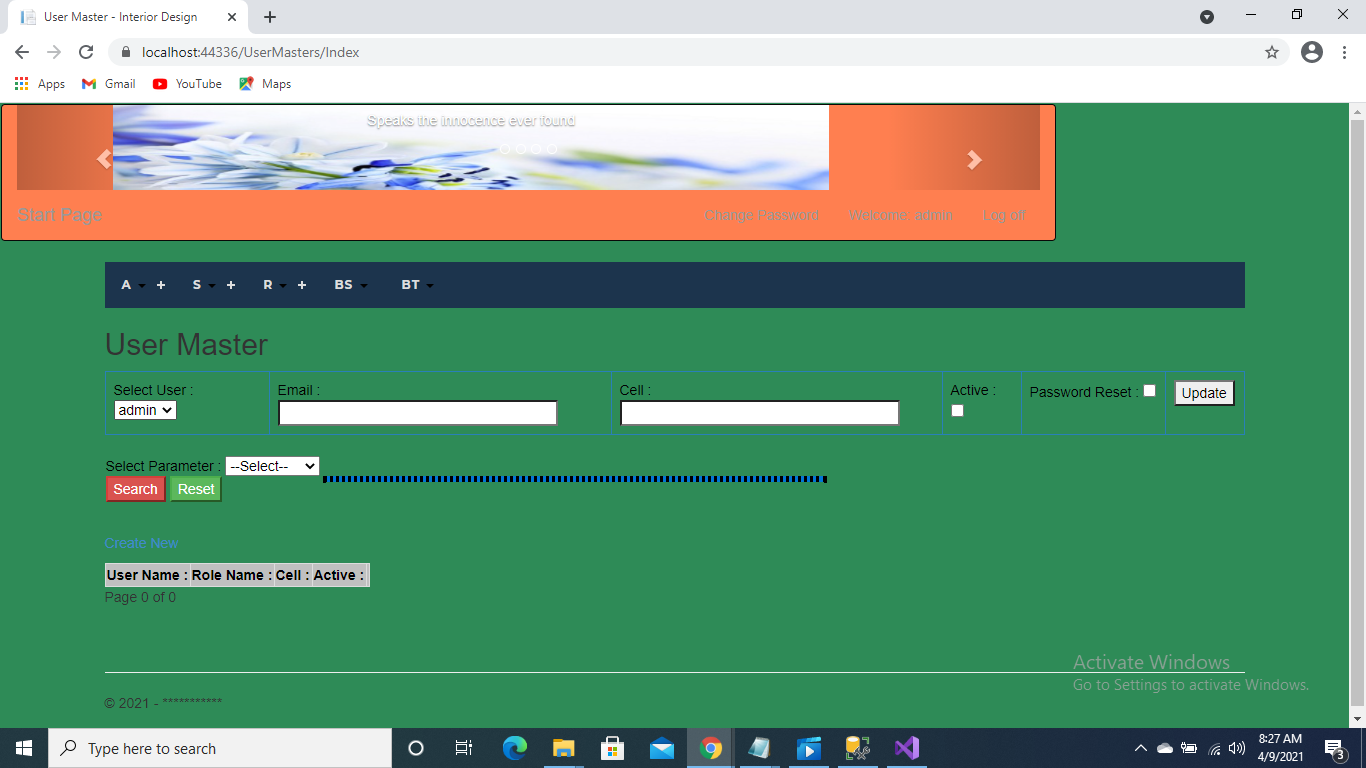 User Master - Interior Design
localhost:44336/UserMasters/Index
Apps Gmail YouTube Maps
Speaks the innocence ever found
Start Page Change Password Welcome: admin Log off
A + S + R + BS BT
User Master
Select User : Email : Cell : Active : Password Reset : Update
admin
Select Parameter : --Select--
Search Reset
Create New
User Name : Role Name : Cell : Active :
Page 0 of 0
Activate Windows
Go to Settings to activate Windows.
© 2021 - ***********
Type here to search
8:27 AM
4/9/2021
3